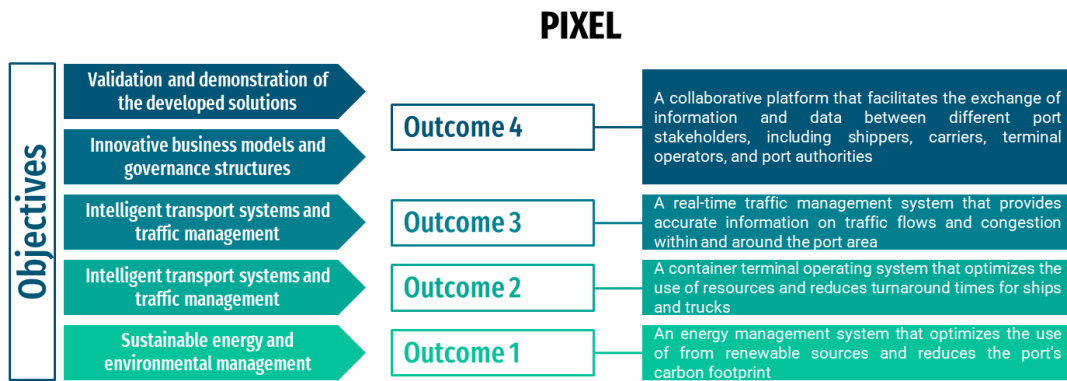 PIXEL
Objectives
Validation and demonstration of
the developed solutions
Innovative business models and
governance structures
Outcome 4
A collaborative platform that facilitates the exchange of
information and data between different port
stakeholders, including shippers, carriers, terminal
operators, and port authorities
Intelligent transport systems and
traffic management
Outcome 3
A real-time traffic management system that provides
accurate information on traffic flows and congestion
within and around the port area
Intelligent transport systems and
traffic management
Outcome 2
A container terminal operating system that optimizes the
use of resources and reduces turnaround times for ships
and trucks
Sustainable energy and
environmental management
Outcome 1
An energy management system that optimizes the use
of from renewable sources and reduces the port's
carbon footprint